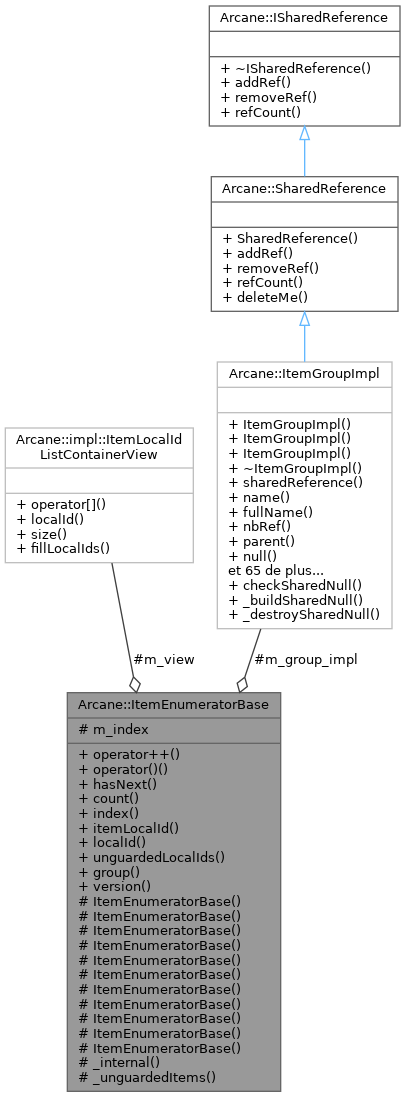 Arcane::ISharedReference
+ ~ISharedReference()
+ addRef()
+ removeRef()
+ refCount()
Arcane::SharedReference
+ SharedReference()
+ addRef()
+ removeRef()
+ refCount()
+ deleteMe()
Arcane::ItemGroupImpl
+ ItemGroupImpl()
+ ItemGroupImpl()
+ ItemGroupImpl()
+ ~ItemGroupImpl()
+ sharedReference()
+ name()
+ fullName()
+ nbRef()
+ parent()
+ null()
et 65 de plus...
+ checkSharedNull()
+ _buildSharedNull()
+ _destroySharedNull()
Arcane::impl::ItemLocalId
ListContainerView
+ operator[]()
+ localId()
+ size()
+ fillLocalIds()
#m_view
#m_group_impl
Arcane::ItemEnumeratorBase
# m_index
+ operator++()
+ operator()()
+ hasNext()
+ count()
+ index()
+ itemLocalId()
+ localId()
+ unguardedLocalIds()
+ group()
+ version()
# ItemEnumeratorBase()
# ItemEnumeratorBase()
# ItemEnumeratorBase()
# ItemEnumeratorBase()
# ItemEnumeratorBase()
# ItemEnumeratorBase()
# ItemEnumeratorBase()
# ItemEnumeratorBase()
# ItemEnumeratorBase()
# ItemEnumeratorBase()
# ItemEnumeratorBase()
# _internal()
# _unguardedItems()